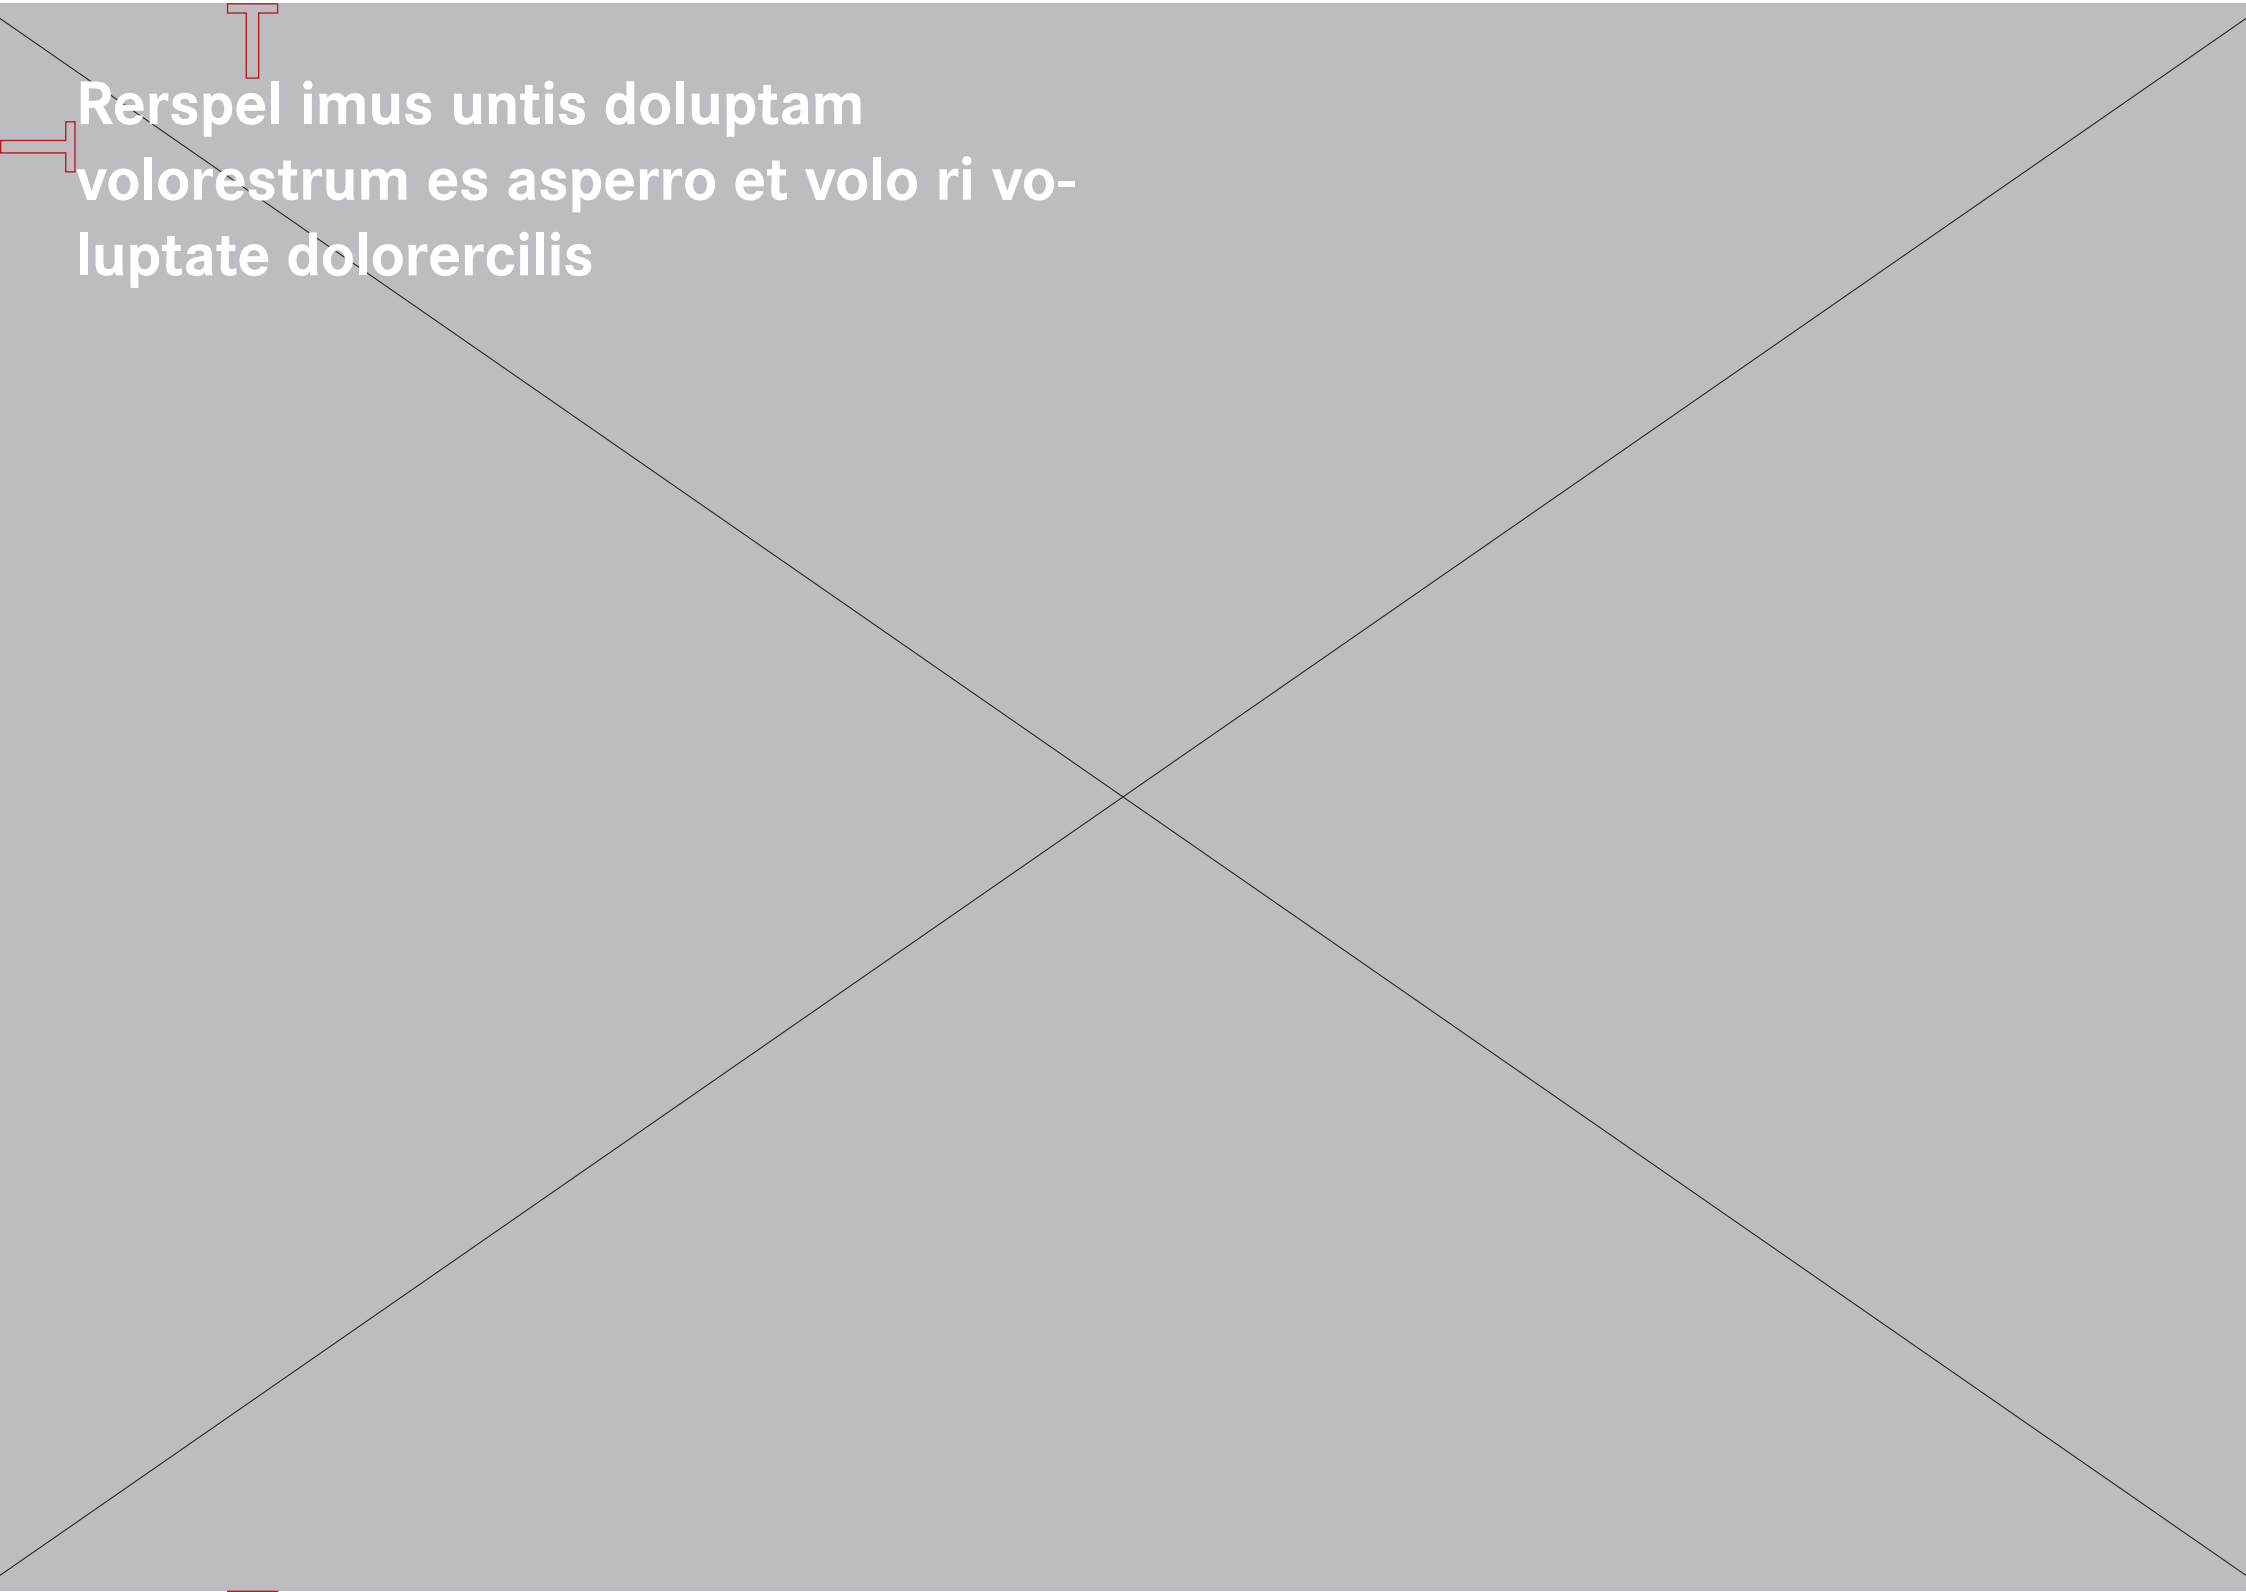 Rerspel imus untis doluptam
volorestrum es asperro et volo ri vo-
luptate dolorercilis